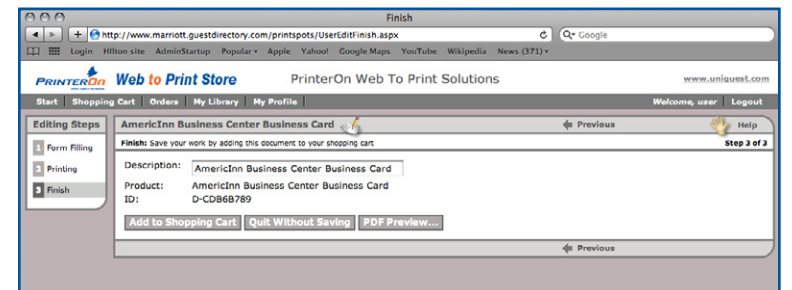 Finish
http://www.marriott.guestdirectory.com/printspots/UserEditFinish.aspx Google
Login Hilton site AdminStartup Popular Apple Yahoo! Google Maps YouTube Wikipedia News (371)
PRINTERON Web to Print Store PrinterOn Web To Print Solutions www.uniguest.com
Start Shopping Cart Orders My Library My Profile Welcome, user Logout
Editing Steps AmericInn Business Center Business Card Previous Help
Finish: Save your work by adding this document to your shopping cart Step 3 of 3
1 Form Filling
2 Printing
3 Finish
Description: AmericInn Business Center Business Card
Product: AmericInn Business Center Business Card
ID: D-CDB6B789
Add to Shopping Cart Quit Without Saving PDF Preview...
Previous